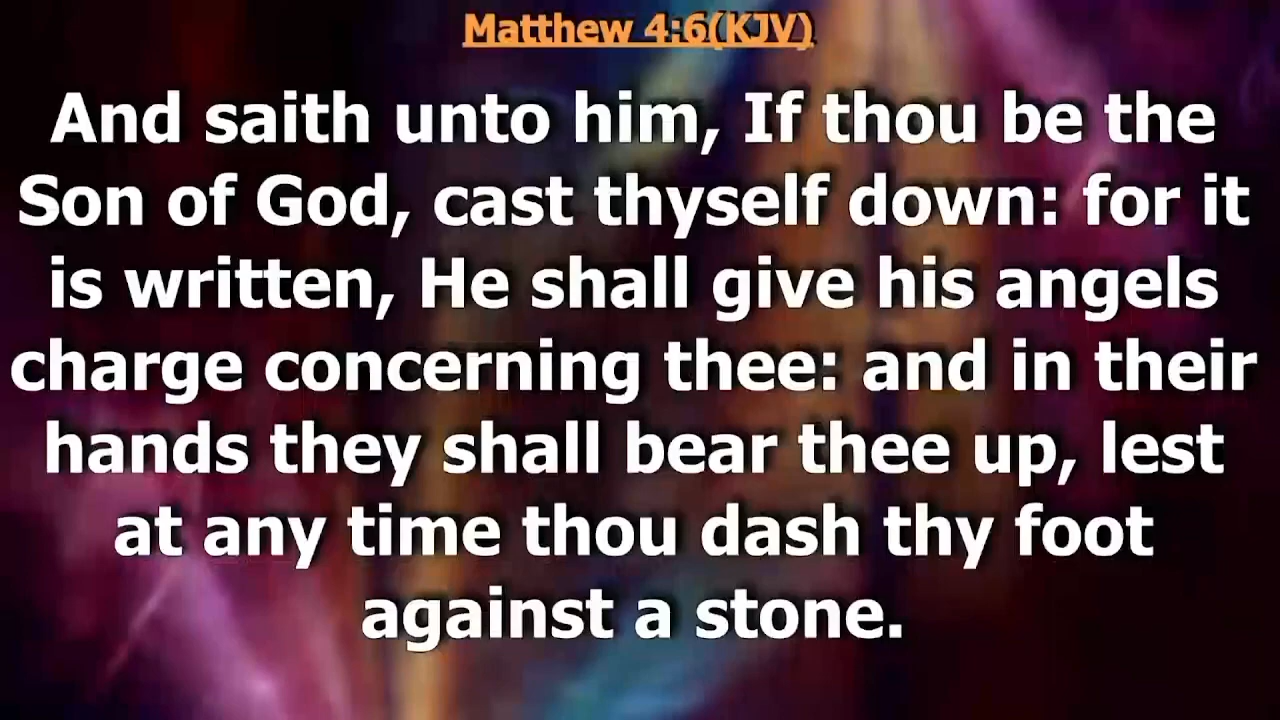 Matthew 4:6(KJV)
And saith unto him, If thou be the
Son of God, cast thyself down: for it
is written, He shall give his angels
charge concerning thee: and in their
hands they shall bear thee up, lest
at any time thou dash thy foot
against a stone.